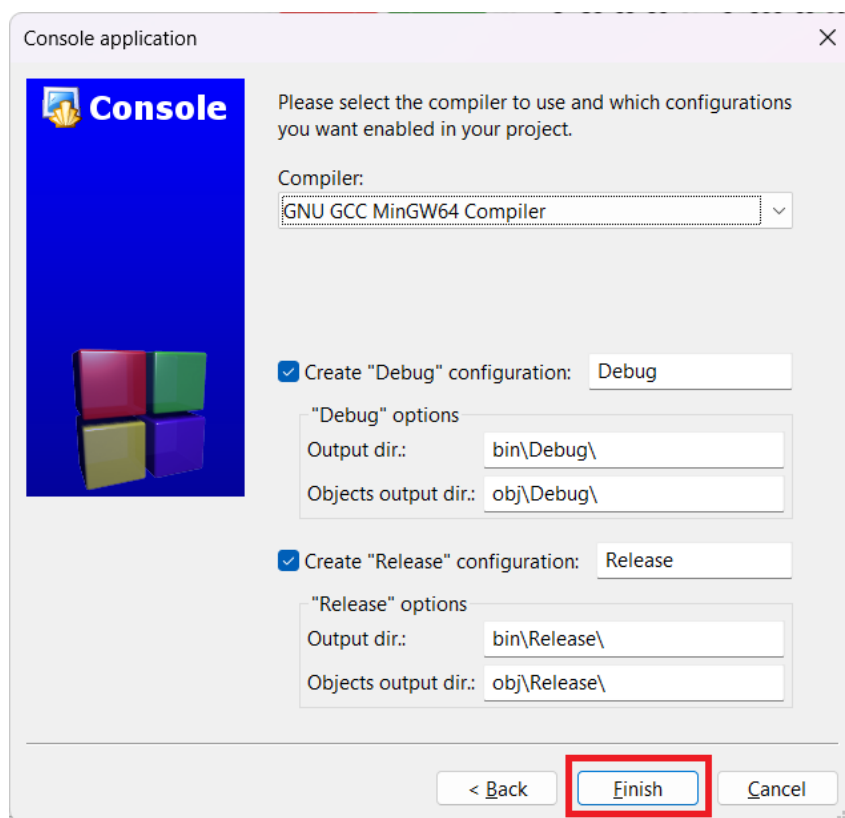 Console application
Console
Please select the compiler to use and which configurations
you want enabled in your project.
Compiler:
GNU GCC MinGW64 Compiler
Create "Debug" configuration: Debug
"Debug" options
Output dir.: bin\Debug\
Objects output dir.: obj\Debug\
Create "Release" configuration: Release
"Release" options
Output dir.: bin\Release\
Objects output dir.: obj\Release\
< Back Finish Cancel